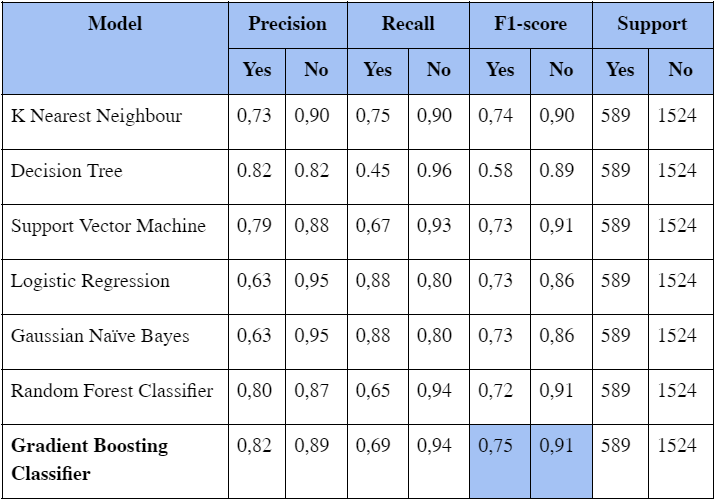 Model Precision Recall F1-score Support
Yes No Yes No Yes No Yes No
K Nearest Neighbour 0,73 0,90 0,75 0,90 0,74 0,90 589 1524
Decision Tree 0.82 0.82 0.45 0.96 0.58 0.89 589 1524
Support Vector Machine 0,79 0,88 0,67 0,93 0,73 0,91 589 1524
Logistic Regression 0,63 0,95 0,88 0,80 0,73 0,86 589 1524
Gaussian Naïve Bayes 0,63 0,95 0,88 0,80 0,73 0,86 589 1524
Random Forest Classifier 0,80 0,87 0,65 0,94 0,72 0,91 589 1524
Gradient Boosting 0,82 0,89 0,69 0,94 0,75 0,91 589 1524
Classifier